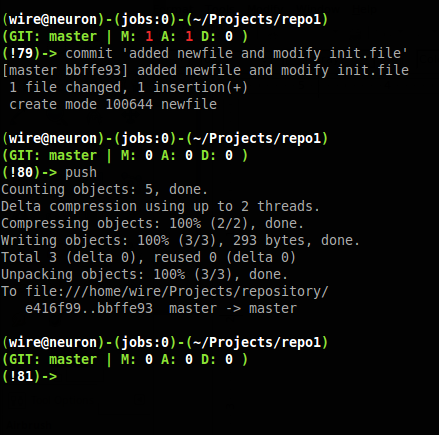 (wire@neuron)-(jobs:0)-(~/Projects/repo1)
(GIT: master | M: 1 A: 1 D: 0 )
(!79)-> commit 'added newfile and modify init.file'
[master bbffe93] added newfile and modify init.file
 1 file changed, 1 insertion(+)
 create mode 100644 newfile

(wire@neuron)-(jobs:0)-(~/Projects/repo1)
(GIT: master | M: 0 A: 0 D: 0 )
(!80)-> push
Counting objects: 5, done.
Delta compression using up to 2 threads.
Compressing objects: 100% (2/2), done.
Writing objects: 100% (3/3), 293 bytes, done.
Total 3 (delta 0), reused 0 (delta 0)
Unpacking objects: 100% (3/3), done.
To file:///home/wire/Projects/repository/
   e416f99..bbffe93  master -> master

(wire@neuron)-(jobs:0)-(~/Projects/repo1)
(GIT: master | M: 0 A: 0 D: 0 )
(!81)->